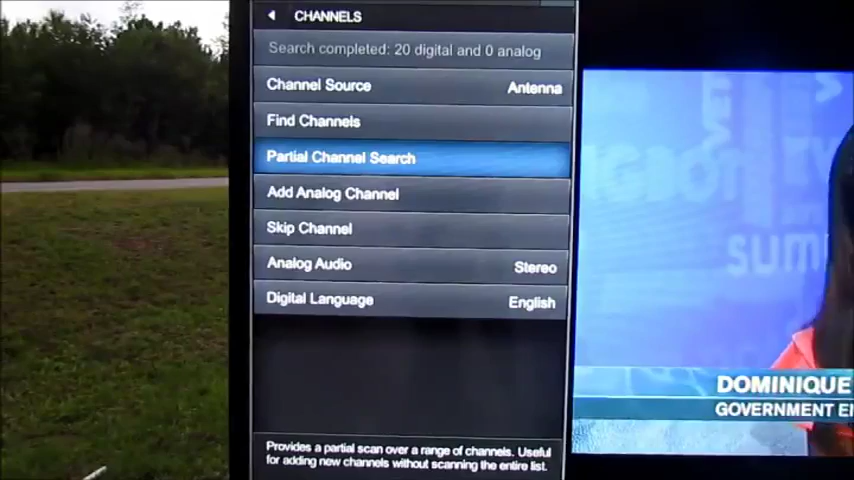 CHANNELS
Search completed: 20 digital and 0 analog
Channel Source Antenna
Find Channels
Partial Channel Search
Add Analog Channel
Skip Channel
Analog Audio Stereo
Digital Language English
Provides a partial scan over a range of channels. Useful
for adding new channels without scanning the entire list.
DOMINIQUE
GOVERNMENT